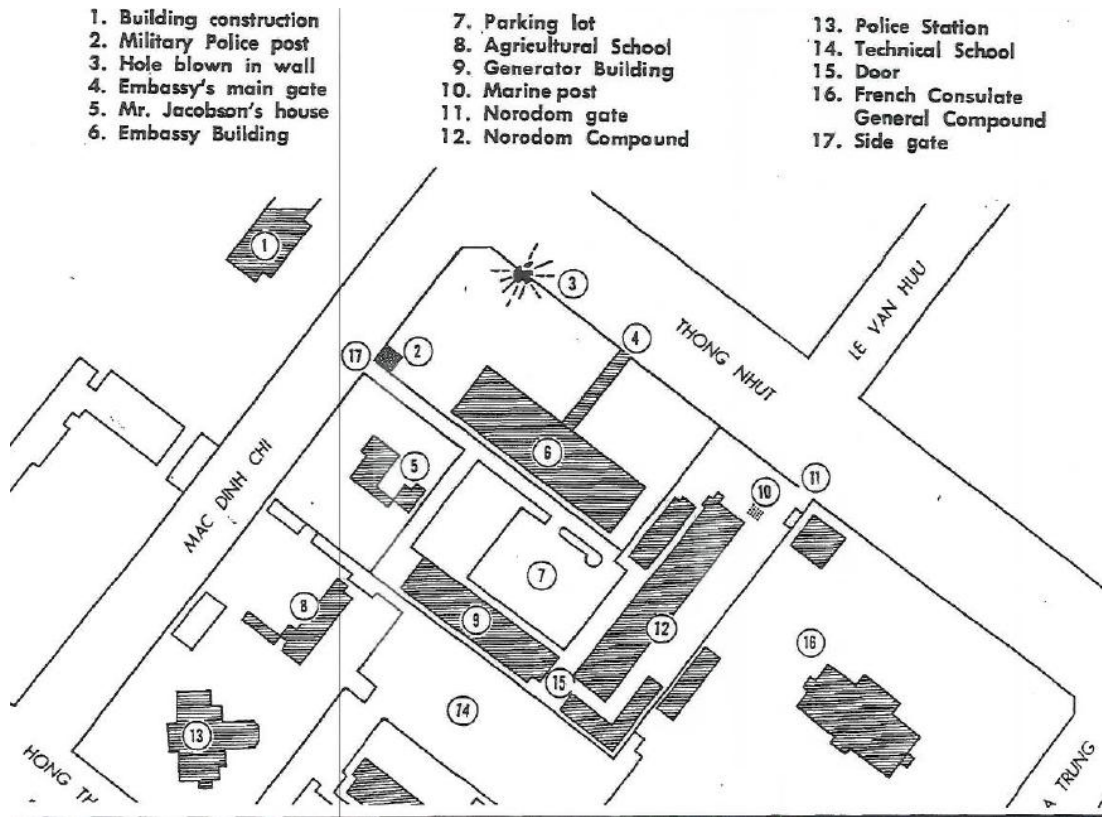 1. Building construction
2. Military Police post
3. Hole blown in wall
4. Embassy's main gate
5. Mr. Jacobson's house
6. Embassy Building
7. Parking lot
8. Agricultural School
9. Generator Building
10. Marine post
11. Norodom gate
12. Norodom Compound
13. Police Station
14. Technical School
15. Door
16. French Consulate
General Compound
17. Side gate
1
3
LE VAN HUU
THONG NHUT
4
2
17
6
5
11
10
MAC DINH CHI
7
8
9
12
16
15
14
13
HONG TH
A TRUNG